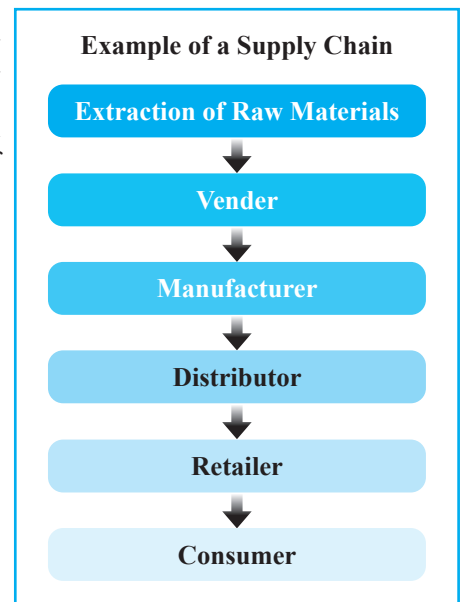 Example of a Supply Chain
Extraction of Raw Materials
Vender
Manufacturer
Distributor
Retailer
Consumer